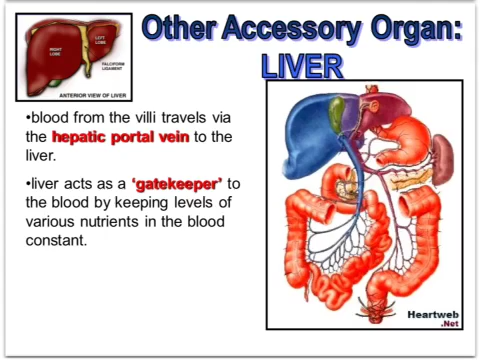 Other Accessory Organ:
LIVER
RIGHT
LOBE
LEFT
LOBE
FALCIFORM
LIGAMENT
ANTERIOR VIEW OF LIVER
•blood from the villi travels via
the hepatic portal vein to the
liver.
•liver acts as a ‘gatekeeper’ to
the blood by keeping levels of
various nutrients in the blood
constant.
Heartweb
.Net